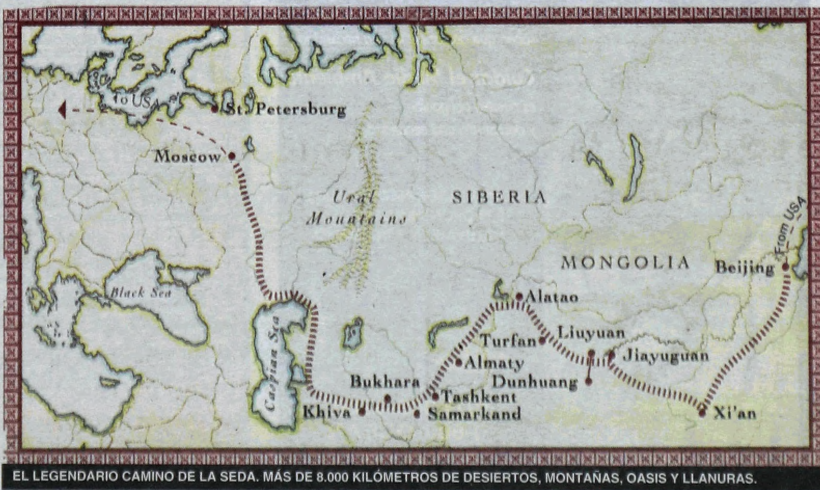 To USA
St. Petersburg
Moscow
Ural
Mountains
SIBERIA
From USA
MONGOLIA
Beijing
Black Sea
Alatao
Caspian Sea
Liuyuan
Turfan
Jiayuguan
Almaty
Dunhuang
Bukhara
Tashkent
Khiva
Samarkand
Xi'an
EL LEGENDARIO CAMINO DE LA SEDA. MÁS DE 8.000 KILÓMETROS DE DESIERTOS, MONTAÑAS, OASIS Y LLANURAS.